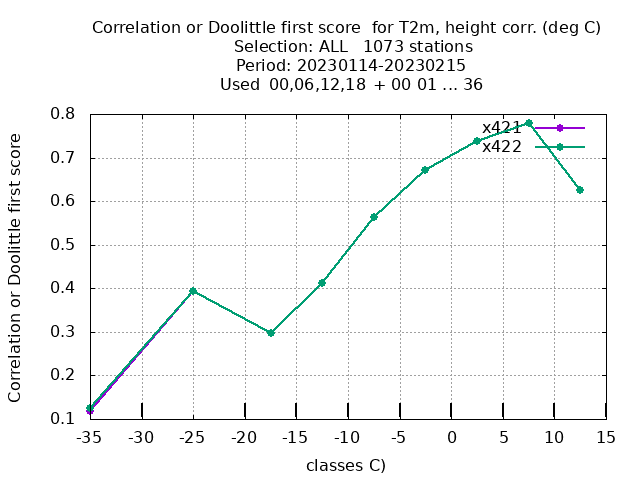 Correlation or Doolittle first score  for T2m, height corr. (deg C)
Selection: ALL   1073 stations
Period: 20230114-20230215
Used 00,06,12,18 + 00 01 ... 36
Correlation or Doolittle first score
0.8
0.7
0.6
0.5
0.4
0.3
0.2
0.1
x421
x422
-35 -30 -25 -20 -15 -10 -5 0 5 10 15
classes C)